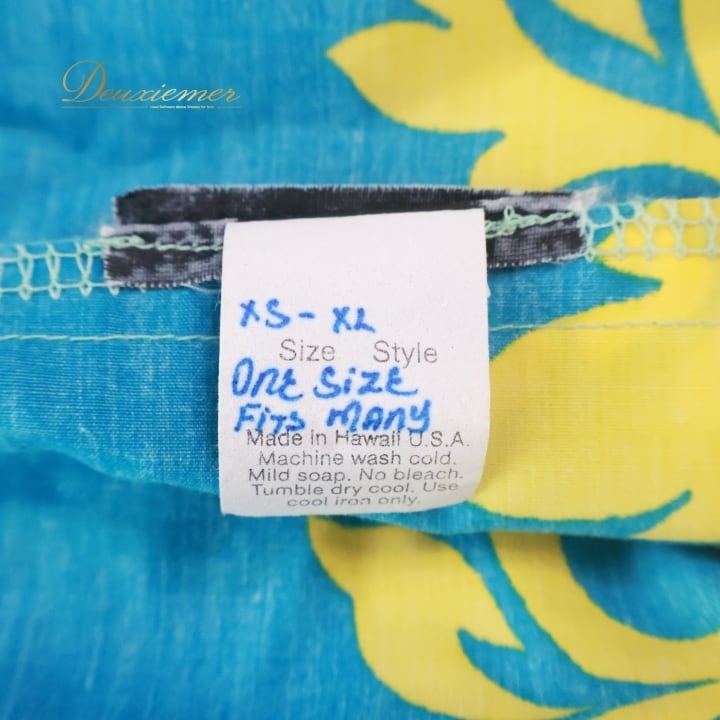 Deuxiemer
XS - XL
Size Style
ONE SIZE
FITS MANY
Made in Hawaii U.S.A.
Machine wash cold.
Mild soap. No bleach.
Tumble dry cool. Use
cool iron only.